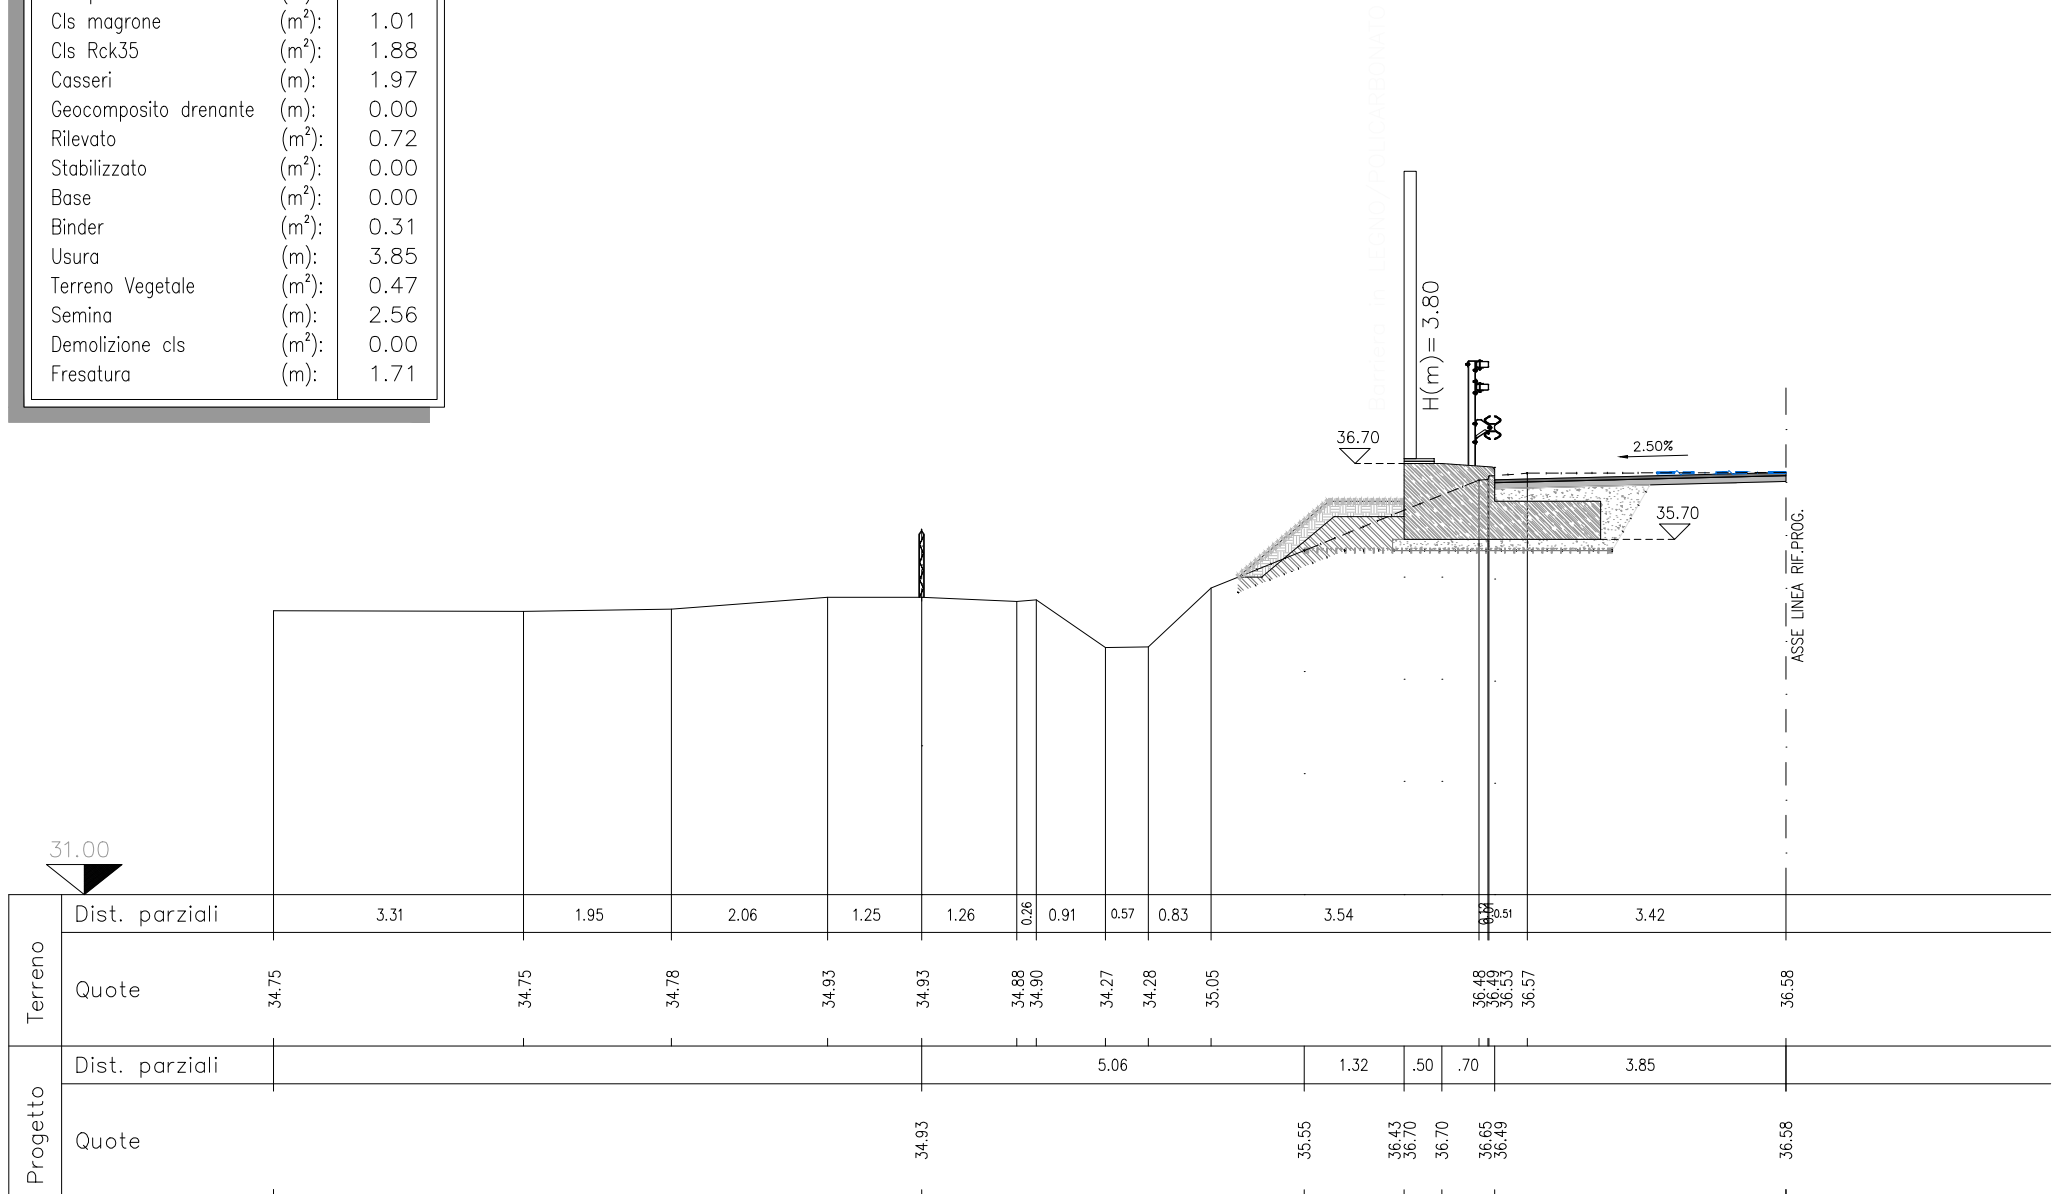 Cls magrone (m²): 1.01
Cls Rck35 (m²): 1.88
Casseri (m): 1.97
Geocomposito drenante (m): 0.00
Rilevato (m²): 0.72
Stabilizzato (m²): 0.00
Base (m²): 0.00
Binder (m²): 0.31
Usura (m): 3.85
Terreno Vegetale (m²): 0.47
Semina (m): 2.56
Demolizione cls (m²): 0.00
Fresatura (m): 1.71
Barriera in LEGNO/POLICARBONATO
H(m)= 3.80
36.70
2.50%
35.70
ASSE LINEA RIF.PROG.
31.00
Terreno
Dist. parziali 3.31 1.95 2.06 1.25 1.26 0.26 0.91 0.57 0.83 3.54 0.51 3.42
Quote 34.75 34.75 34.78 34.93 34.93 34.88 34.90 34.27 34.28 35.05 36.48 36.49 36.53 36.57 36.58
Progetto
Dist. parziali 5.06 1.32 .50 .70 3.85
Quote 34.93 35.55 36.43 36.70 36.70 36.65 36.49 36.58